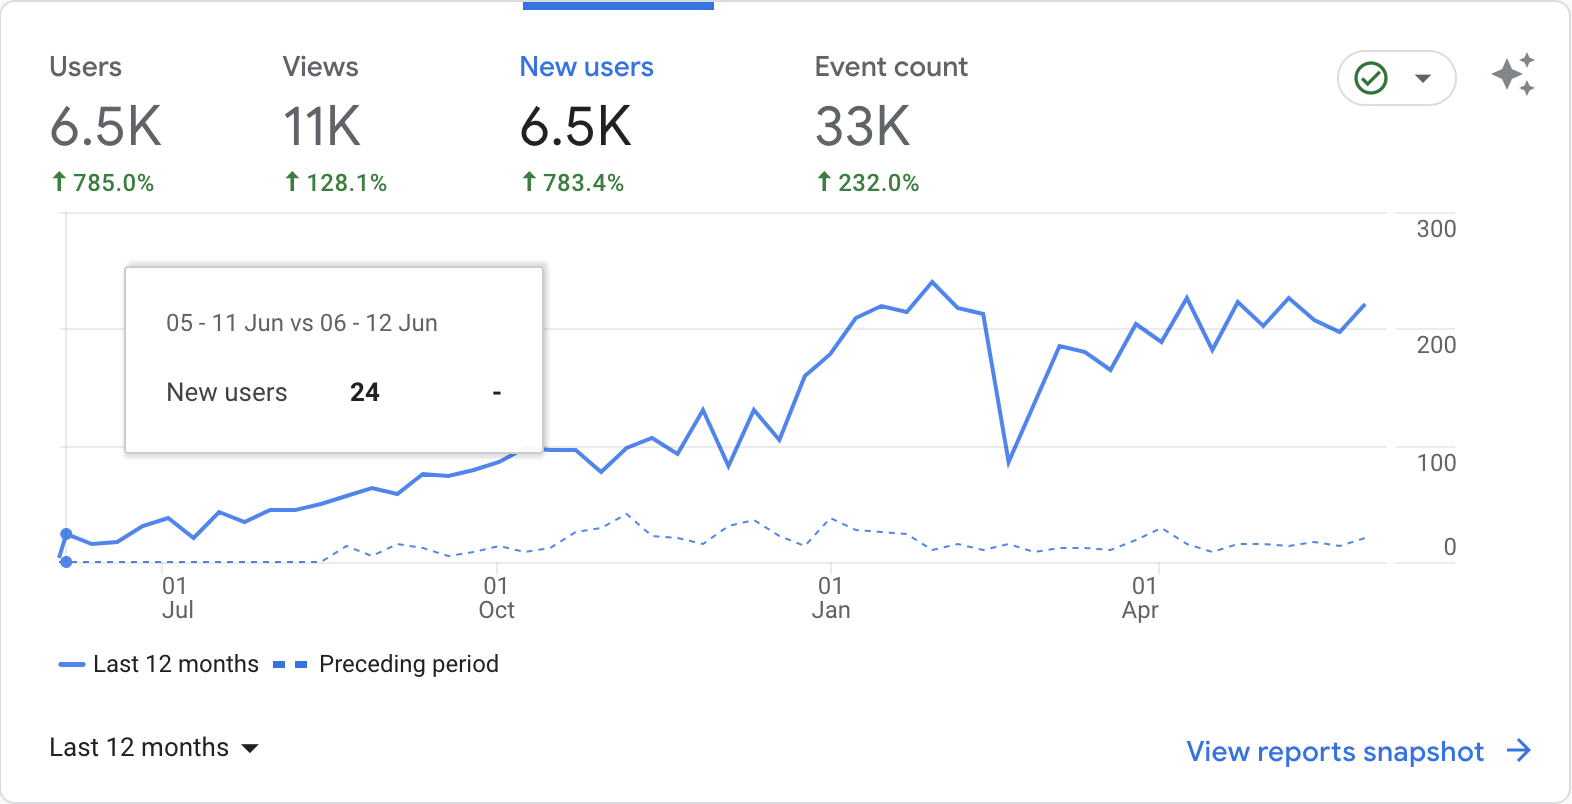 Users
6.5K
↑ 785.0%
Views
11K
↑ 128.1%
New users
6.5K
↑ 783.4%
Event count
33K
↑ 232.0%
05 - 11 Jun vs 06 - 12 Jun
New users 24 -
300
200
100
0
01
Jul
01
Oct
01
Jan
01
Apr
Last 12 months
Preceding period
Last 12 months
View reports snapshot →